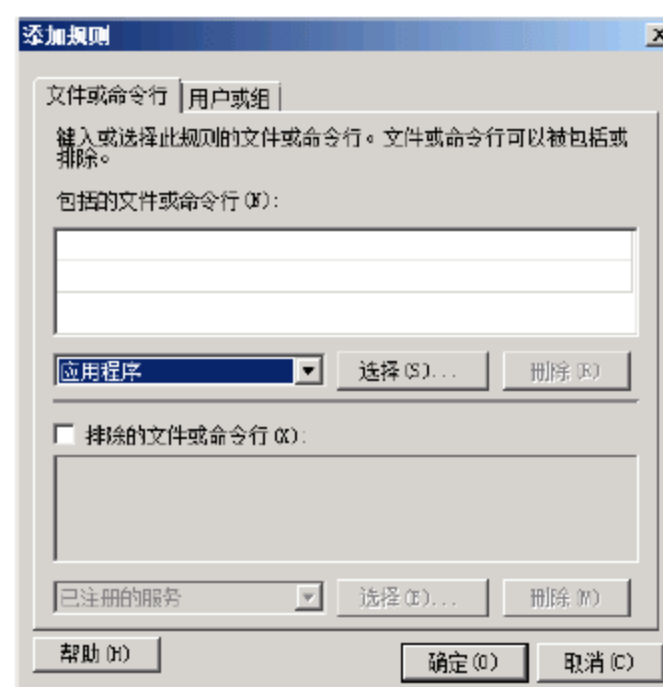 添加规则
文件或命令行 用户或组
键入或选择此规则的文件或命令行。文件或命令行可以被包括或
排除。
包括的文件或命令行(N):
应用程序 选择(S)... 删除(R)
排除的文件或命令行(X):
已注册的服务 选择(E)... 删除(M)
帮助(H) 确定(O) 取消(C)